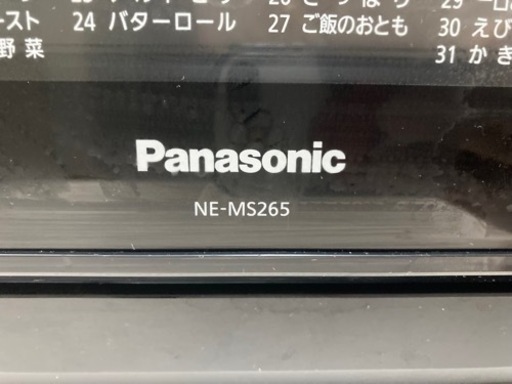 ースト 24 バターロール 27 ご飯のおとも 30 えび
野菜 31 かき
Panasonic
NE-MS265